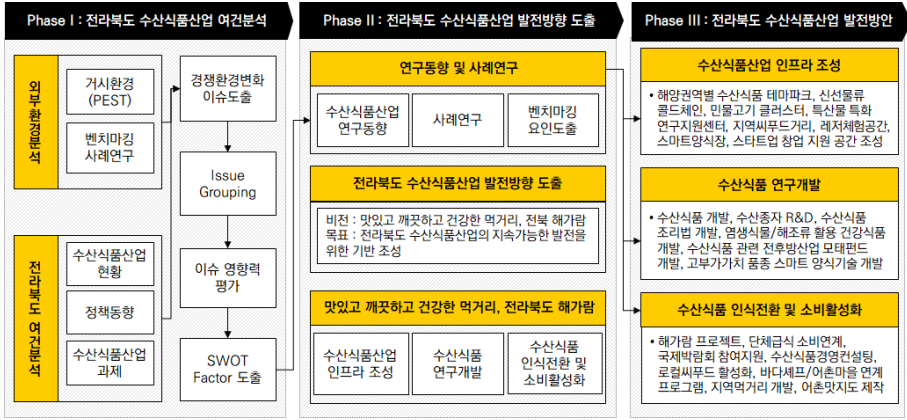 Phase Ⅰ : 전라북도 수산식품산업 여건분석
외부환경분석
거시환경
(PEST)
벤치마킹
사례연구
전라북도 여건분석
수산식품산업
현황
정책동향
수산식품산업
과제
경쟁환경변화
이슈도출
Issue
Grouping
이슈 영향력
평가
SWOT
Factor 도출
Phase Ⅱ : 전라북도 수산식품산업 발전방향 도출
연구동향 및 사례연구
수산식품산업
연구동향
사례연구
벤치마킹
요인도출
전라북도 수산식품산업 발전방향 도출
비전 : 맛있고 깨끗하고 건강한 먹거리, 전북 해가람
목표 : 전라북도 수산식품산업의 지속가능한 발전을
위한 기반 조성
맛있고 깨끗하고 건강한 먹거리, 전라북도 해가람
수산식품산업
인프라 조성
수산식품
연구개발
수산식품
인식전환 및
소비활성화
Phase Ⅲ : 전라북도 수산식품산업 발전방안
수산식품산업 인프라 조성
• 해양권역별 수산식품 테마파크, 신선물류
콜드체인, 민물고기 클러스터, 특산물 특화
연구지원센터, 지역씨푸드거리, 레저체험공간,
스마트양식장, 스타트업 창업 지원 공간 조성
수산식품 연구개발
• 수산식품 개발, 수산종자 R&D, 수산식품
조리법 개발, 염생식물/해조류 활용 건강식품
개발, 수산식품 관련 전후방산업 모태펀드
개발, 고부가가치 품종 스마트 양식기술 개발
수산식품 인식전환 및 소비활성화
• 해가람 프로젝트, 단체급식 소비연계,
국제박람회 참여지원, 수산식품경영컨설팅,
로컬씨푸드 활성화, 바다셰프/어촌마을 연계
프로그램, 지역먹거리 개발, 어촌맛지도 제작